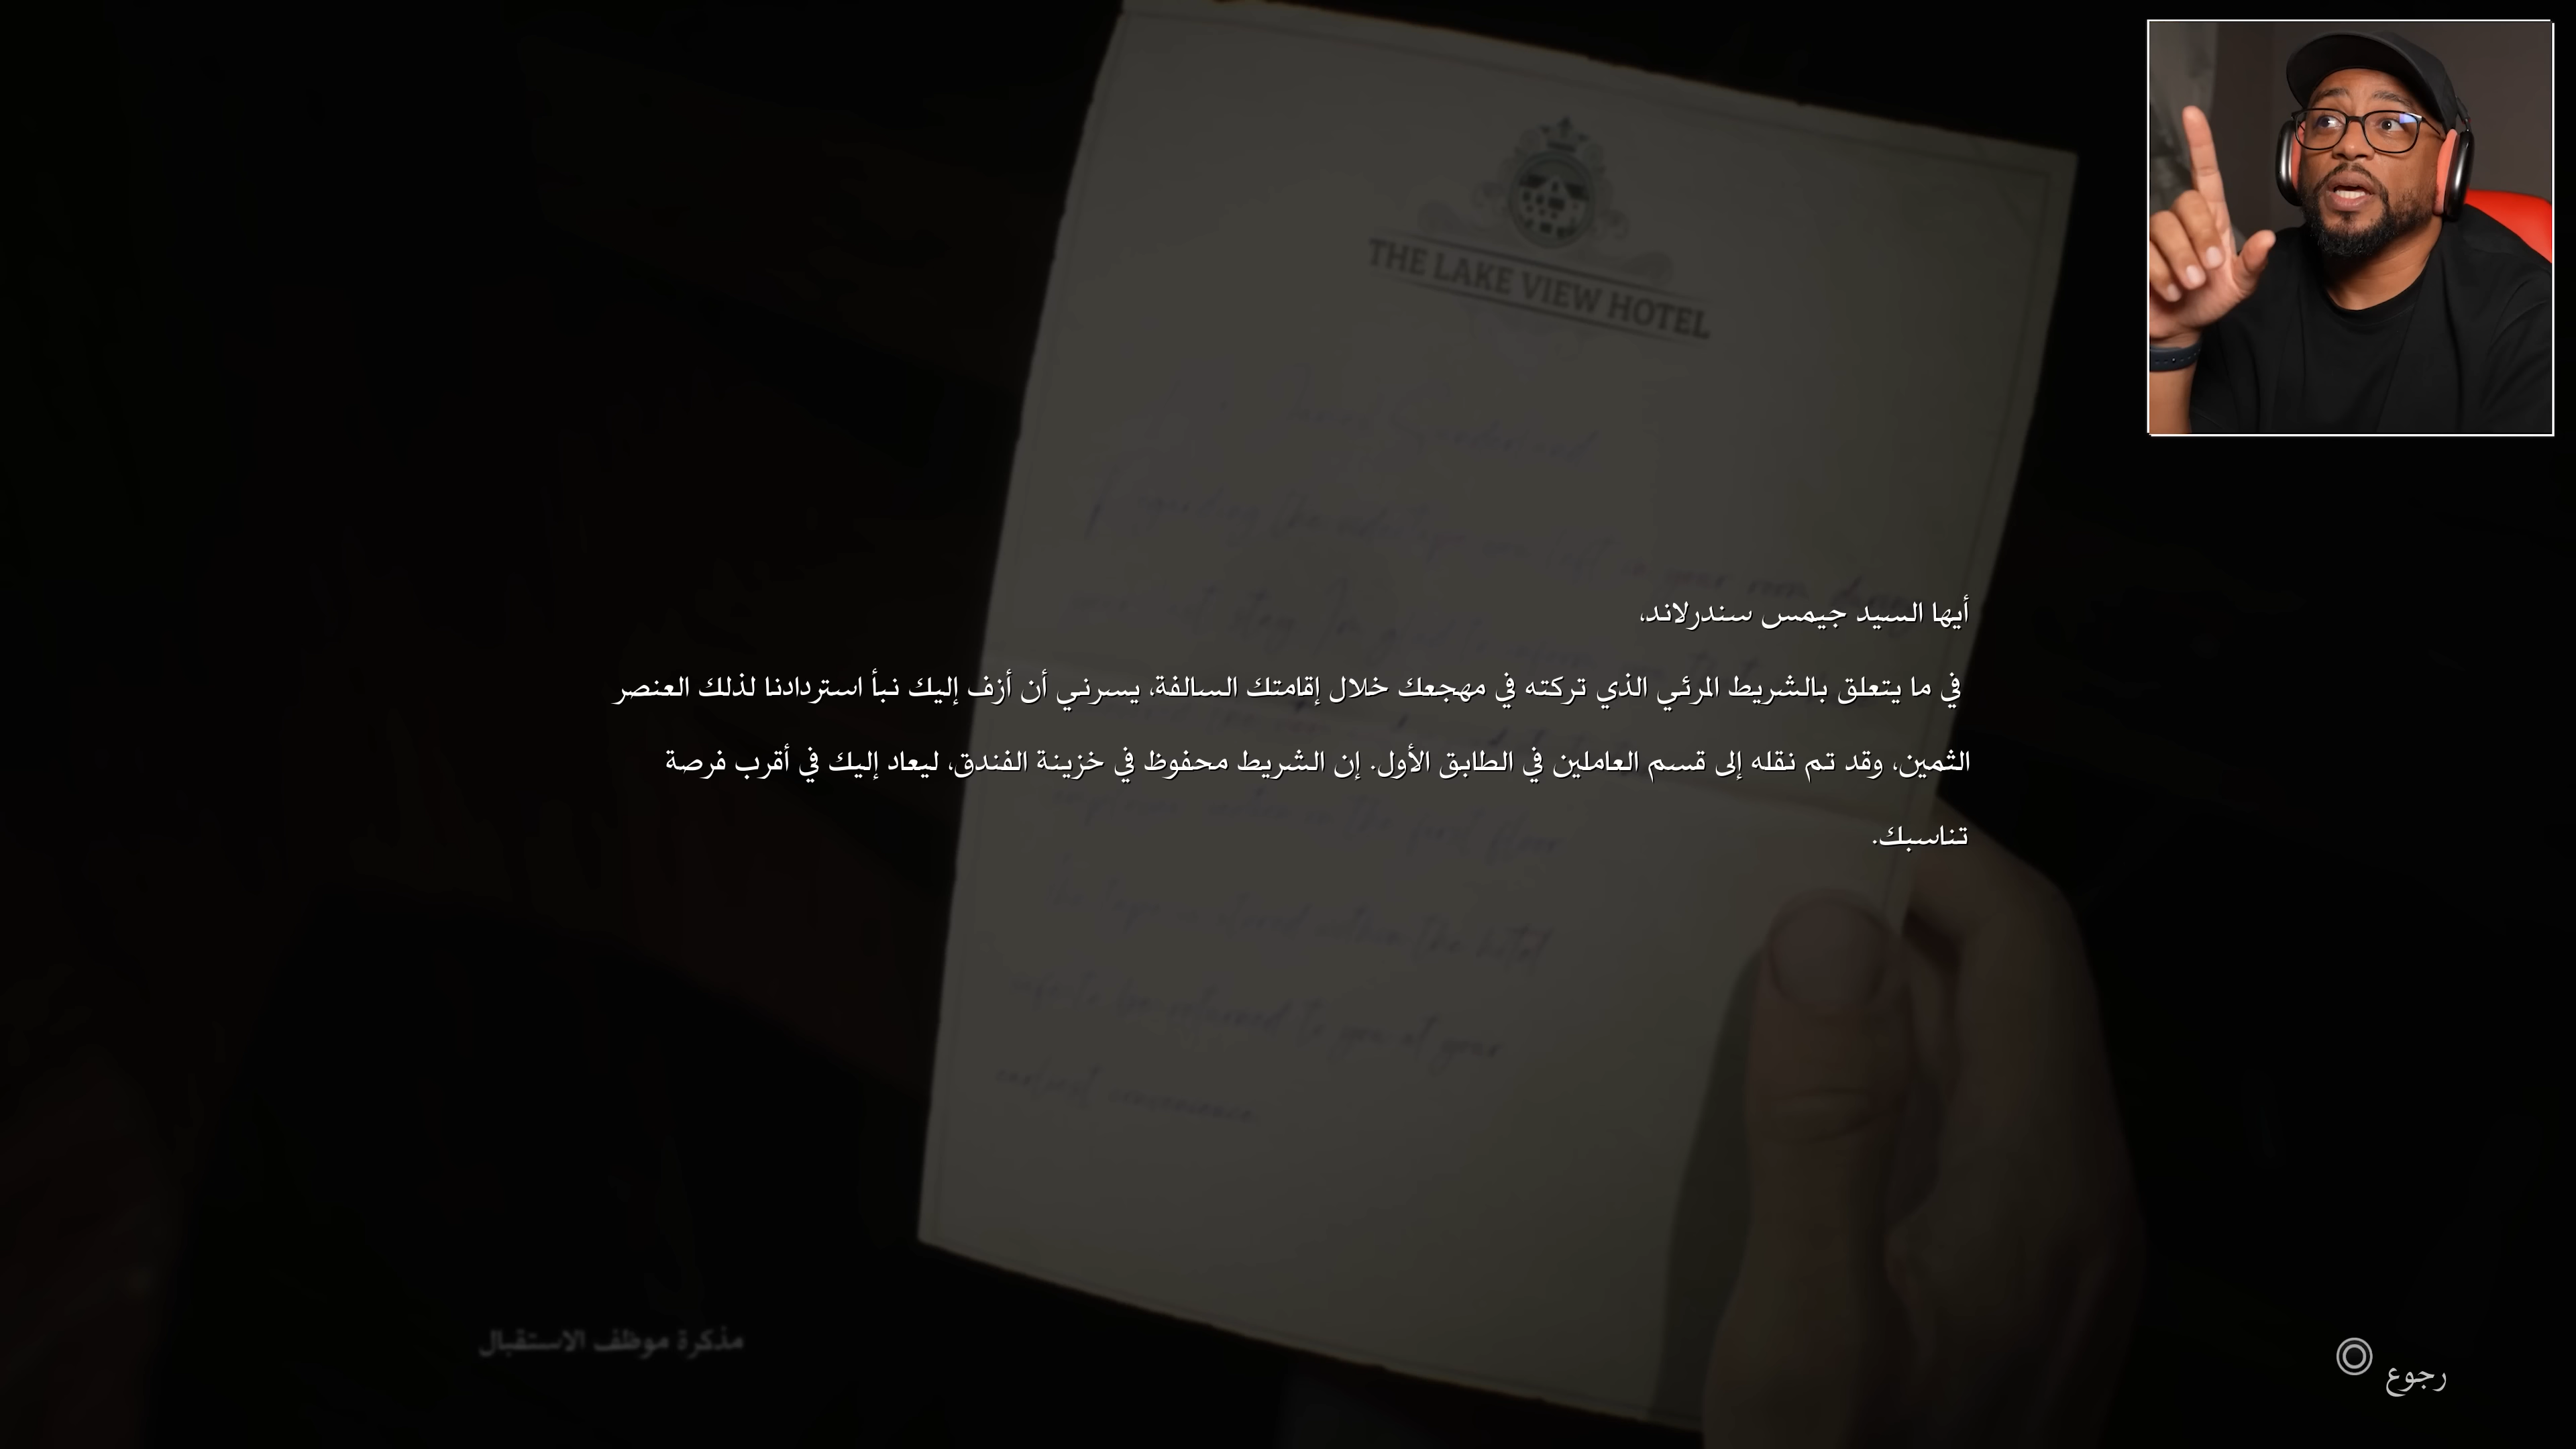 THE LAKE VIEW HOTEL
أيها السيد جيمس سندرلاند،
في ما يتعلق بالشريط المرئي الذي تركته في مهجعك خلال إقامتك السالفة، يسرني أن أزف إليك نبأ استردادنا لذلك العنصر
الثمين، وقد تم نقله إلى قسم العاملين في الطابق الأول. إن الشريط محفوظ في خزينة الفندق، ليعاد إليك في أقرب فرصة
تناسبك.
مذكرة موظف الاستقبال
رجوع